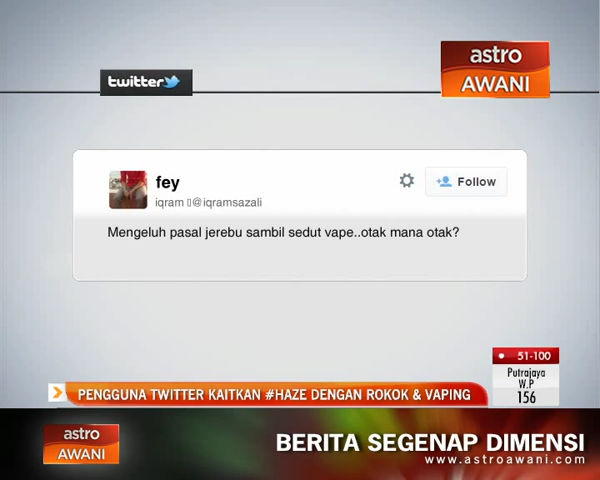 twitter
astro
AWANI
fey
Follow
iqram @iqramsazali
Mengeluh pasal jerebu sambil sedut vape..otak mana otak?
51-100
Putrajaya
W.P
156
PENGGUNA TWITTER KAITKAN #HAZE DENGAN ROKOK & VAPING
astro
AWANI
BERITA SEGENAP DIMENSI
www.astroawani.com